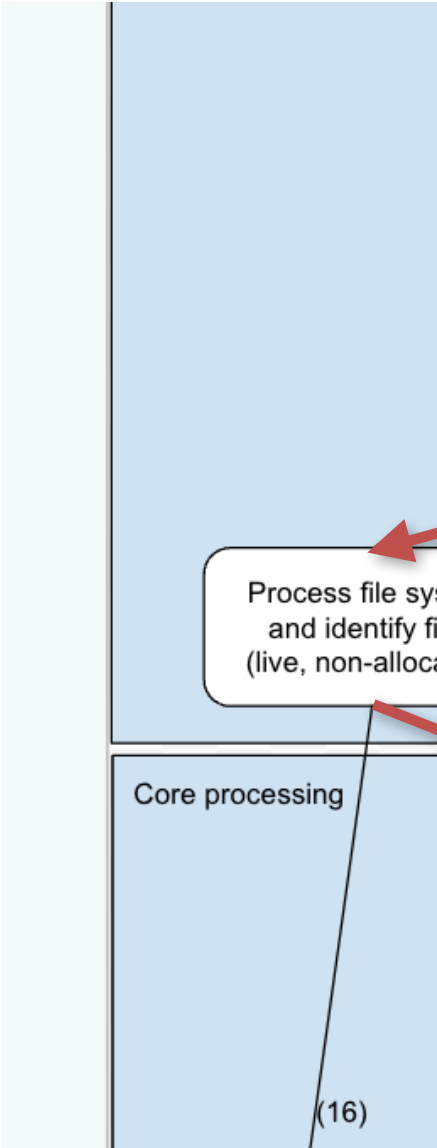 Process file sys
and identify fi
(live, non-alloca
Core processing
(16)